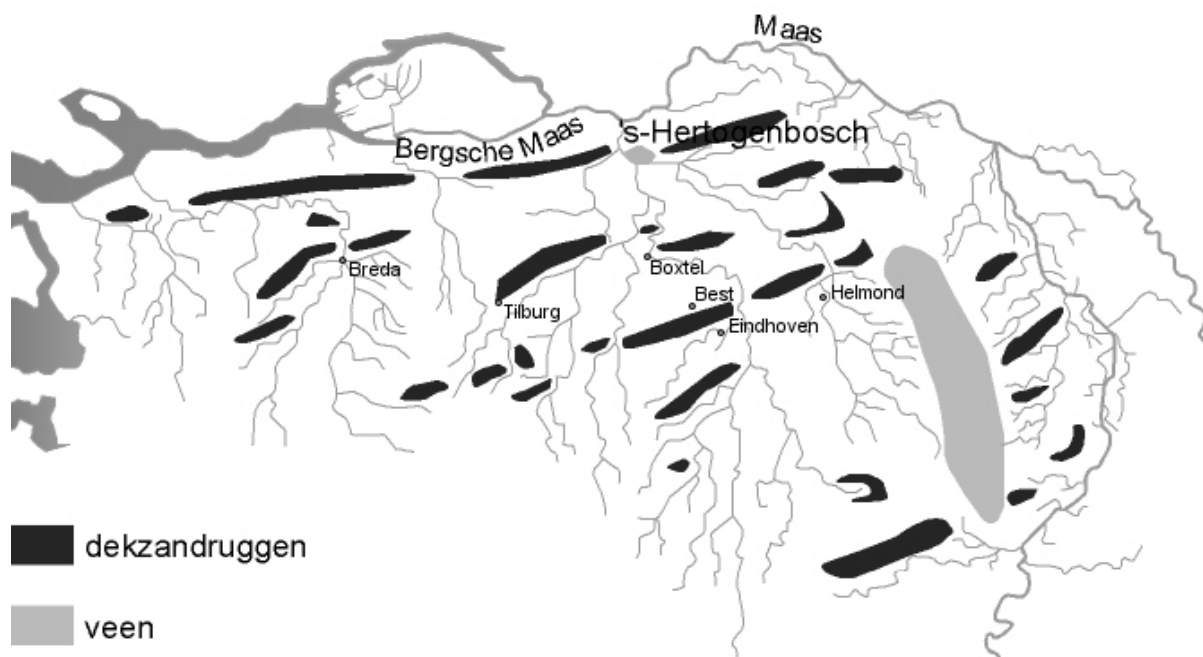 Maas
's-Hertogenbosch
Bergsche Maas
Breda
Boxtel
Tilburg
Best
Helmond
Eindhoven
dekzandruggen
veen